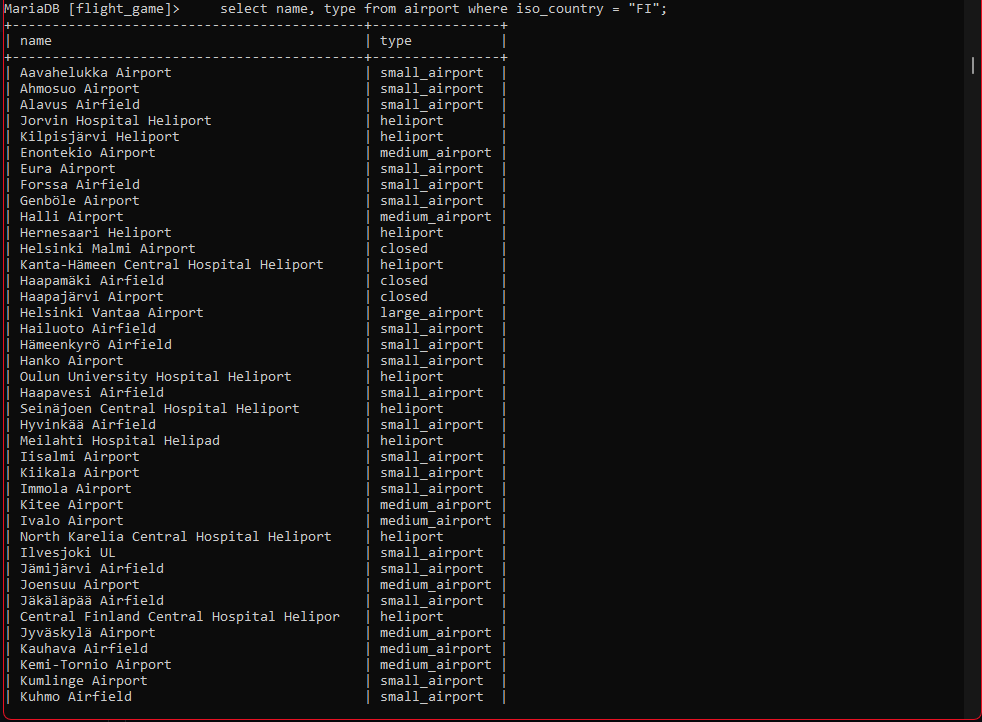 MariaDB [flight_game]>     select name, type from airport where iso_country = "FI";
+--------------------------------------------+----------------+
| name                                       | type           |
+--------------------------------------------+----------------+
| Aavahelukka Airport                        | small_airport  |
| Ahmosuo Airport                            | small_airport  |
| Alavus Airfield                            | small_airport  |
| Jorvin Hospital Heliport                   | heliport       |
| Kilpisjärvi Heliport                       | heliport       |
| Enontekio Airport                          | medium_airport |
| Eura Airport                               | small_airport  |
| Forssa Airfield                            | small_airport  |
| Genböle Airport                            | small_airport  |
| Halli Airport                              | medium_airport |
| Hernesaari Heliport                        | heliport       |
| Helsinki Malmi Airport                     | closed         |
| Kanta-Hämeen Central Hospital Heliport     | heliport       |
| Haapamäki Airfield                         | closed         |
| Haapajärvi Airport                         | closed         |
| Helsinki Vantaa Airport                    | large_airport  |
| Hailuoto Airfield                          | small_airport  |
| Hämeenkyrö Airfield                        | small_airport  |
| Hanko Airport                              | small_airport  |
| Oulun University Hospital Heliport         | heliport       |
| Haapavesi Airfield                         | small_airport  |
| Seinäjoen Central Hospital Heliport        | heliport       |
| Hyvinkää Airfield                          | small_airport  |
| Meilahti Hospital Helipad                  | heliport       |
| Iisalmi Airport                            | small_airport  |
| Kiikala Airport                            | small_airport  |
| Immola Airport                             | small_airport  |
| Kitee Airport                              | medium_airport |
| Ivalo Airport                              | medium_airport |
| North Karelia Central Hospital Heliport    | heliport       |
| Ilvesjoki UL                               | small_airport  |
| Jämijärvi Airfield                         | small_airport  |
| Joensuu Airport                            | medium_airport |
| Jäkäläpää Airfield                         | small_airport  |
| Central Finland Central Hospital Helipor   | heliport       |
| Jyväskylä Airport                          | medium_airport |
| Kauhava Airfield                           | medium_airport |
| Kemi-Tornio Airport                        | medium_airport |
| Kumlinge Airport                           | small_airport  |
| Kuhmo Airfield                             | small_airport  |